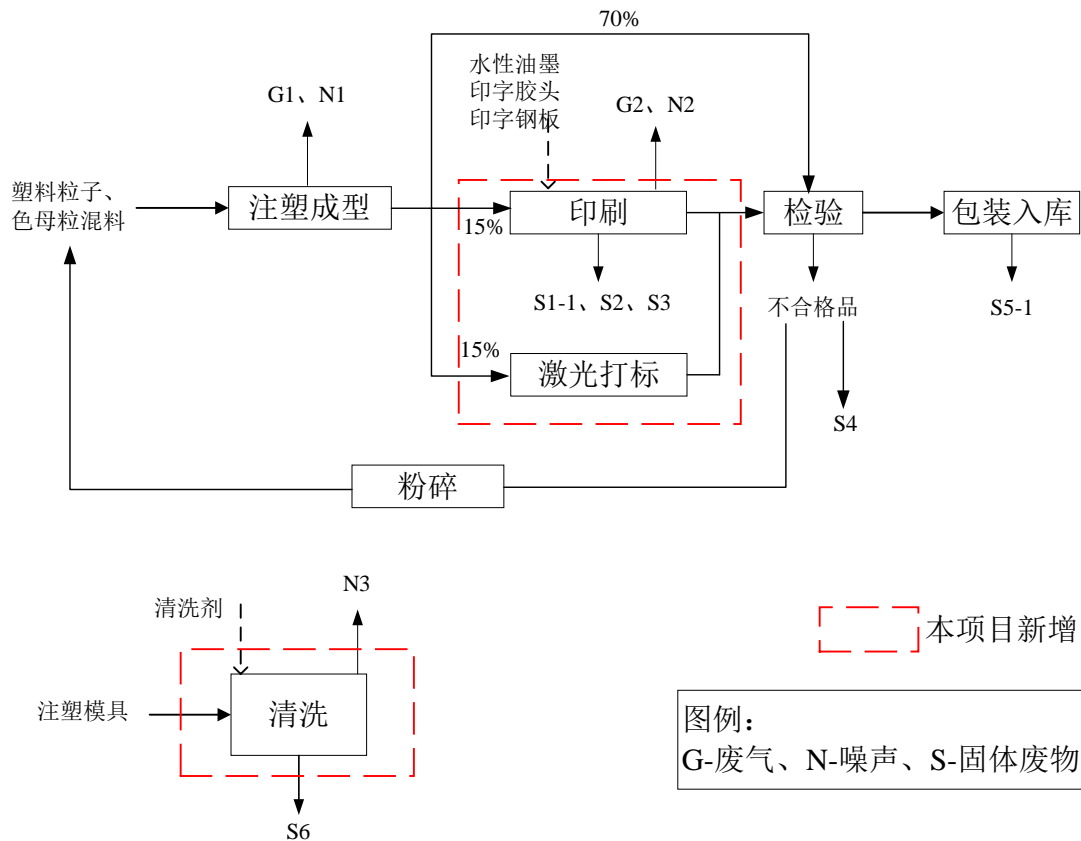 70%
水性油墨
印字胶头
印字钢板
G1、N1
G2、N2
塑料粒子、
色母粒混料
注塑成型
15%
印刷
检验
包装入库
S1-1、S2、S3
不合格品
S5-1
15%
激光打标
S4
粉碎
清洗剂
N3
本项目新增
注塑模具
清洗
图例：
G-废气、N-噪声、S-固体废物
S6